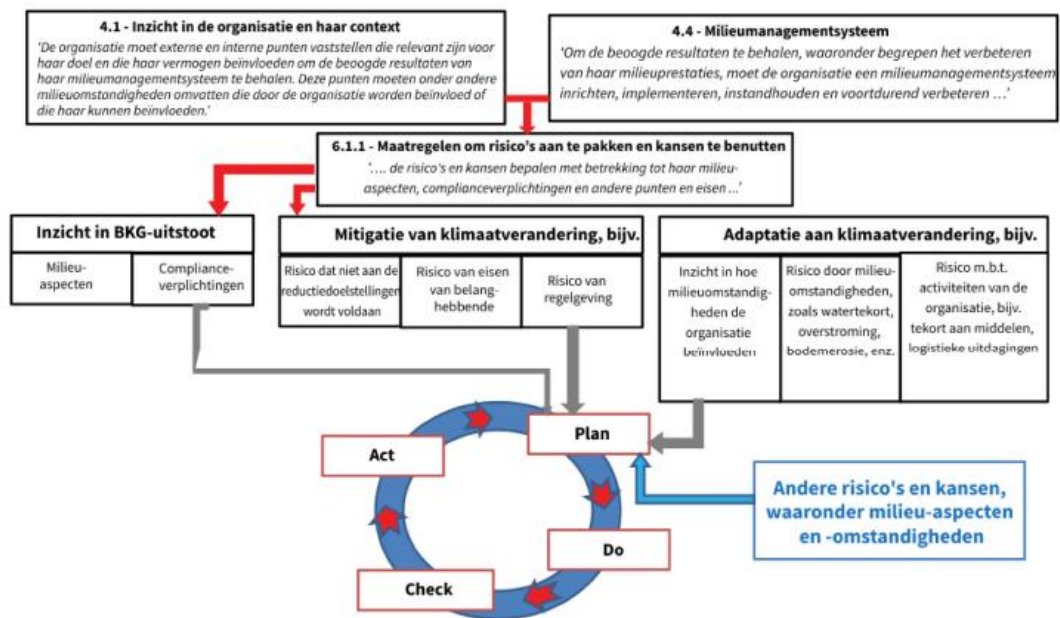 4.1 - Inzicht in de organisatie en haar context
'De organisatie moet externe en interne punten vaststellen die relevant zijn voor
haar doel en die haar vermogen beïnvloeden om de beoogde resultaten van
haar milieumanagementsysteem te behalen. Deze punten moeten onder andere
milieuomstandigheden omvatten die door de organisatie worden beïnvloed of
die haar kunnen beïnvloeden.'
4.4 - Milieumanagementsysteem
'Om de beoogde resultaten te behalen, waaronder begrepen het verbeteren
van haar milieuprestaties, moet de organisatie een milieumanagementsysteem
inrichten, implementeren, instandhouden en voortdurend verbeteren …'
6.1.1 - Maatregelen om risico's aan te pakken en kansen te benutten
'.... de risico's en kansen bepalen met betrekking tot haar milieu-
aspecten, complianceverplichtingen en andere punten en eisen ...'
Inzicht in BKG-uitstoot
Milieu-
aspecten
Compliance-
verplichtingen
Mitigatie van klimaatverandering, bijv.
Risico dat niet aan de
reductiedoelstellingen
wordt voldaan
Risico van eisen
van belang-
hebbende
Risico van
regelgeving
Adaptatie aan klimaatverandering, bijv.
Inzicht in hoe
milieuomstandig-
heden de
organisatie
beïnvloeden
Risico door milieu-
omstandigheden,
zoals watertekort,
overstroming,
bodemerosie, enz.
Risico m.b.t.
activiteiten van de
organisatie, bijv.
tekort aan middelen,
logistieke uitdagingen
Plan
Act
Do
Check
Andere risico's en kansen,
waaronder milieu-aspecten
en -omstandigheden